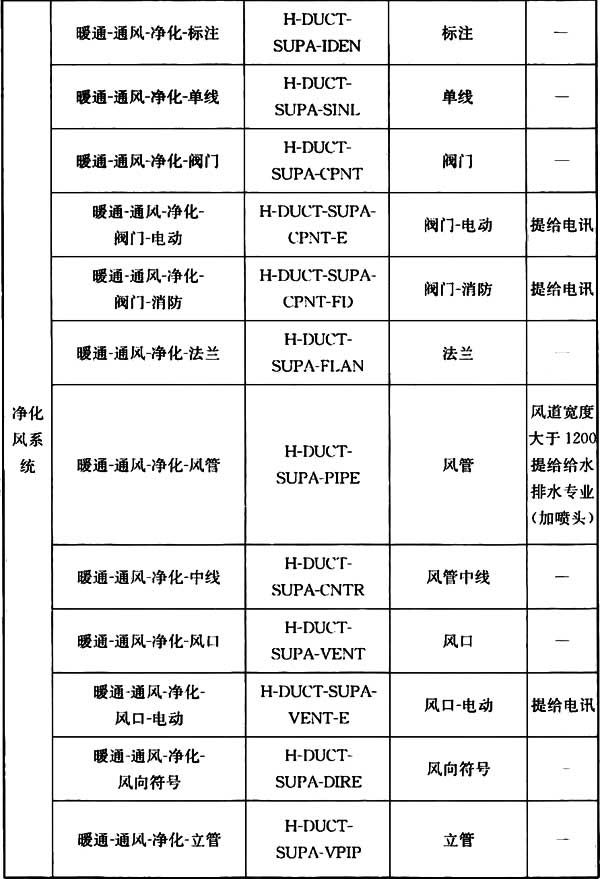 净化
风系
统
暖通-通风-净化-标注
H-DUCT-
SUPA-IDEN
标注
—
暖通-通风-净化-单线
H-DUCT-
SUPA-SINL
单线
—
暖通-通风-净化-阀门
H-DUCT-
SUPA-CPNT
阀门
—
暖通-通风-净化-
阀门-电动
H-DUCT-SUPA-
CPNT-E
阀门-电动
提给电讯
暖通-通风-净化-
阀门-消防
H-DUCT-SUPA-
CPNT-FD
阀门-消防
提给电讯
暖通-通风-净化-法兰
H-DUCT-
SUPA-FLAN
法兰
—
暖通-通风-净化-风管
H-DUCT-
SUPA-PIPE
风管
风道宽度
大于1200
提给给水
排水专业
（加喷头）
暖通-通风-净化-中线
H-DUCT-
SUPA-CNTR
风管中线
—
暖通-通风-净化-风口
H-DUCT-
SUPA-VENT
风口
—
暖通-通风-净化-
风口-电动
H-DUCT-SUPA-
VENT-E
风口-电动
提给电讯
暖通-通风-净化-
风向符号
H-DUCT-
SUPA-DIRE
风向符号
—
暖通-通风-净化-立管
H-DUCT-
SUPA-VPIP
立管
—